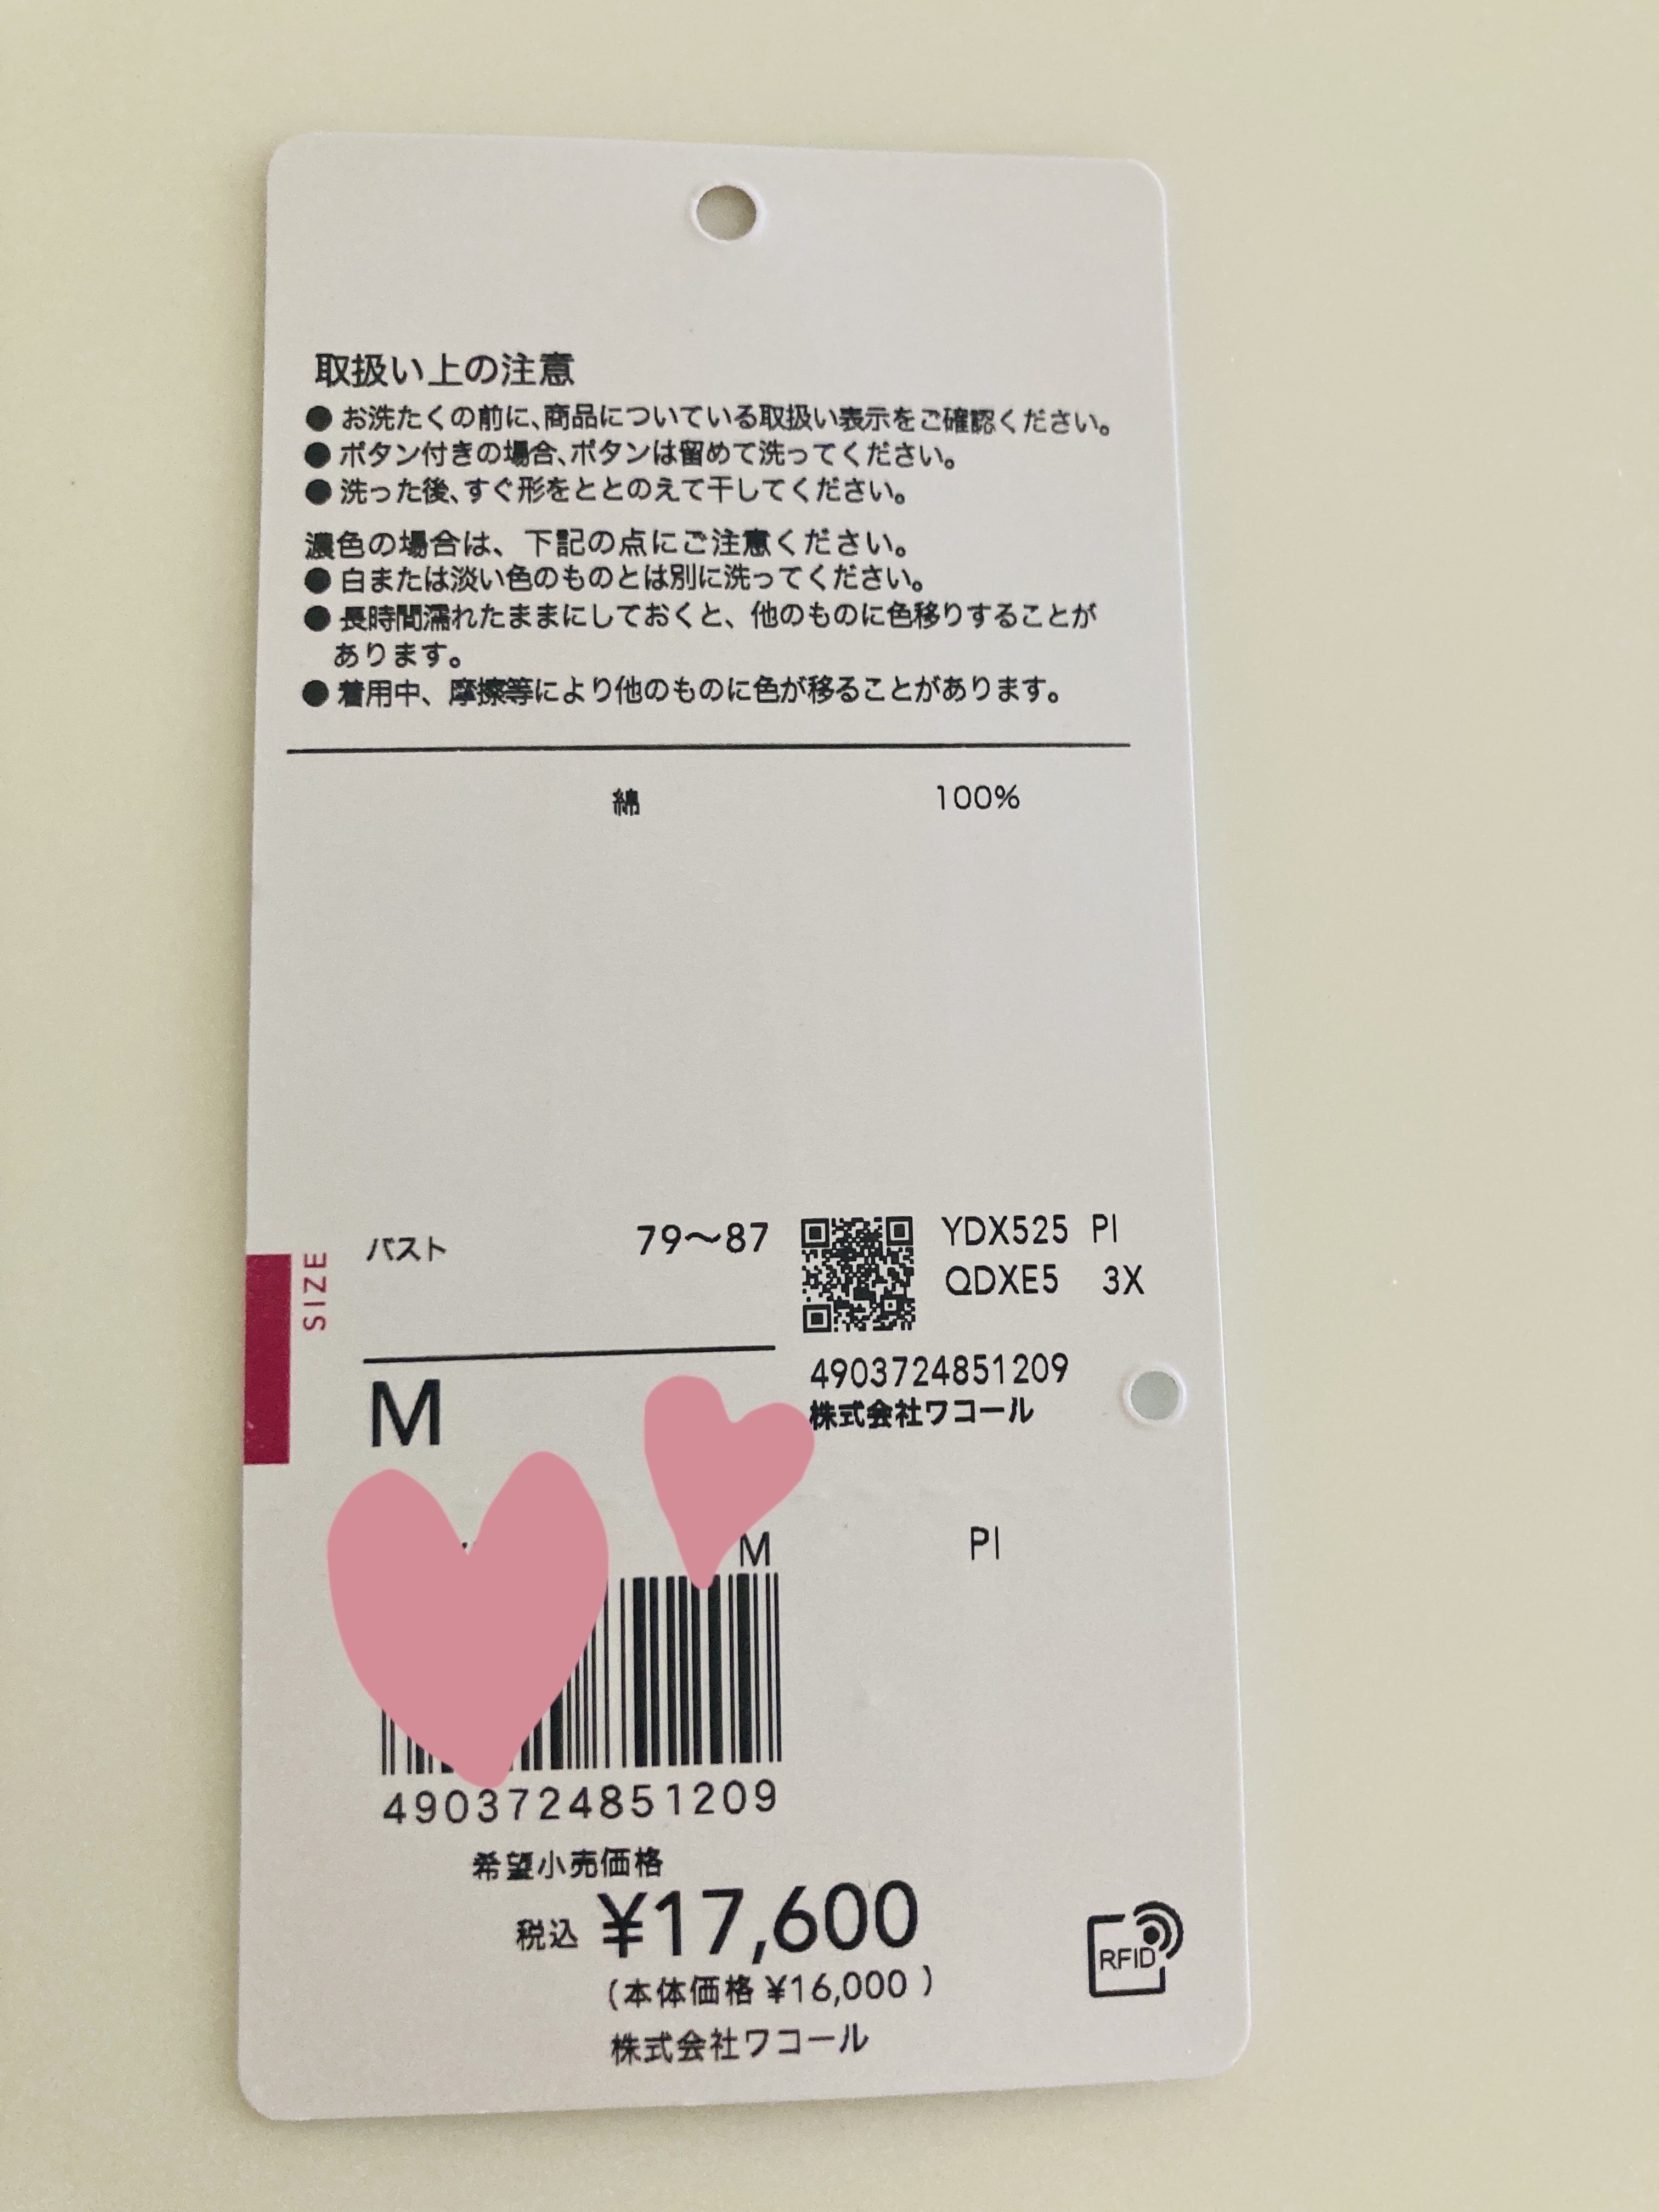 取扱い上の注意
●お洗たくの前に、商品についている取扱い表示をご確認ください。
●ボタン付きの場合、ボタンは留めて洗ってください。
●洗った後、すぐ形をととのえて干してください。
濃色の場合は、下記の点にご注意ください。
●白または淡い色のものとは別に洗ってください。
●長時間濡れたままにしておくと、他のものに色移りすることが
あります。
●着用中、摩擦等により他のものに色が移ることがあります。
綿 100%
SIZE
バスト 79〜87
M
YDX525 PI
QDXE5 3X
4903724851209
株式会社ワコール
M PI
4903724851209
希望小売価格
税込 ¥17,600
(本体価格 ¥16,000 )
株式会社ワコール
RFID